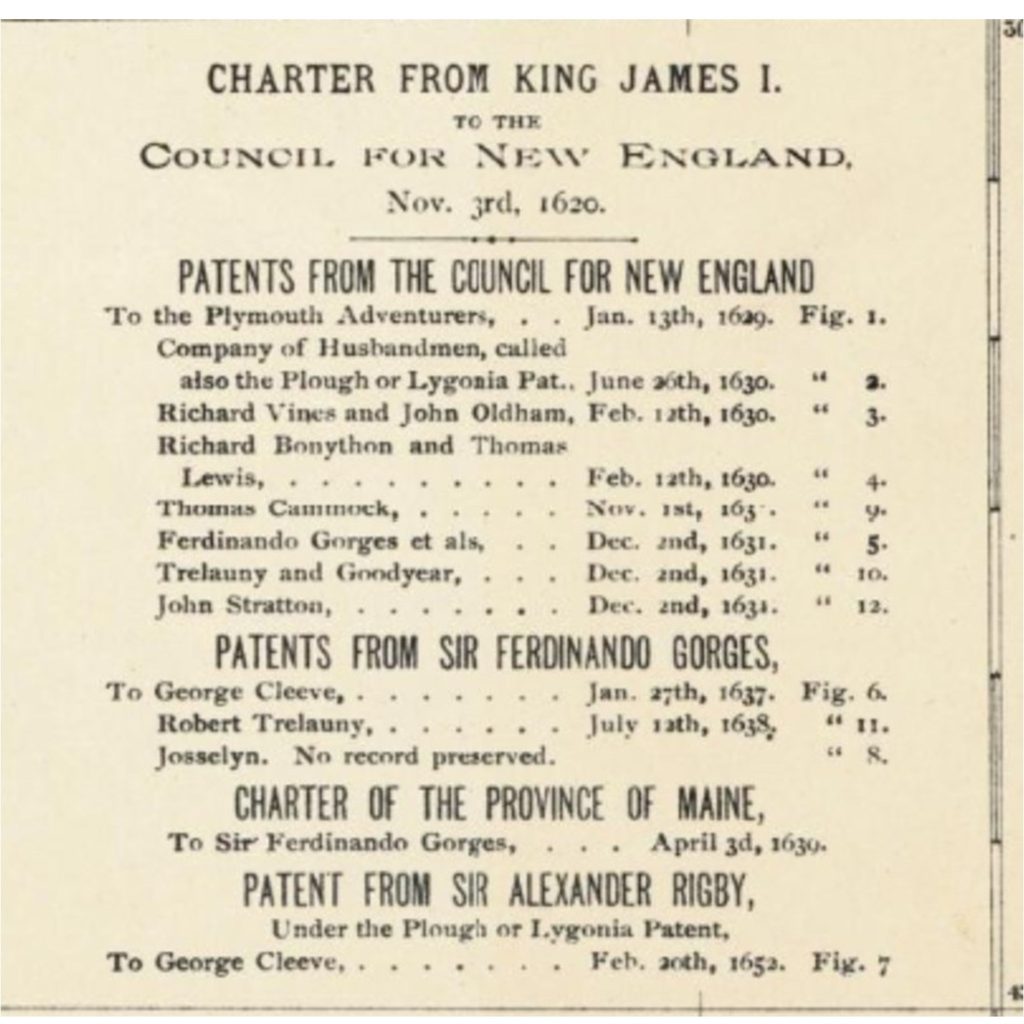 CHARTER FROM KING JAMES I.
TO THE
COUNCIL FOR NEW ENGLAND,
Nov. 3rd, 1620.
PATENTS FROM THE COUNCIL FOR NEW ENGLAND
To the Plymouth Adventurers, . . Jan. 13th, 1629. Fig. 1.
Company of Husbandmen, called
also the Plough or Lygonia Pat., June 26th, 1630. “ 2.
Richard Vines and John Oldham, Feb. 12th, 1630. “ 3.
Richard Bonython and Thomas
Lewis, . . . . . . . . . . Feb. 12th, 1630. “ 4.
Thomas Cammock, . . . . . Nov. 1st, “ 9.
Ferdinando Gorges et als, . . Dec. 2nd, 1631. “ 5.
Trelauny and Goodyear, . . . Dec. 2nd, 1631. “ 10.
John Stratton, . . . . . . . Dec. 2nd, 1631. “ 12.
PATENTS FROM SIR FERDINANDO GORGES,
To George Cleeve, . . . . . . . Jan. 27th, 1637. Fig. 6.
Robert Trelauny, . . . . . . July 12th, 1638. “ 11.
Josselyn. No record preserved. “ 8.
CHARTER OF THE PROVINCE OF MAINE,
To Sir Ferdinando Gorges, . . . April 3d, 1639.
PATENT FROM SIR ALEXANDER RIGBY,
Under the Plough or Lygonia Patent,
To George Cleeve, . . . . . . . Feb. 20th, 1652. Fig. 7